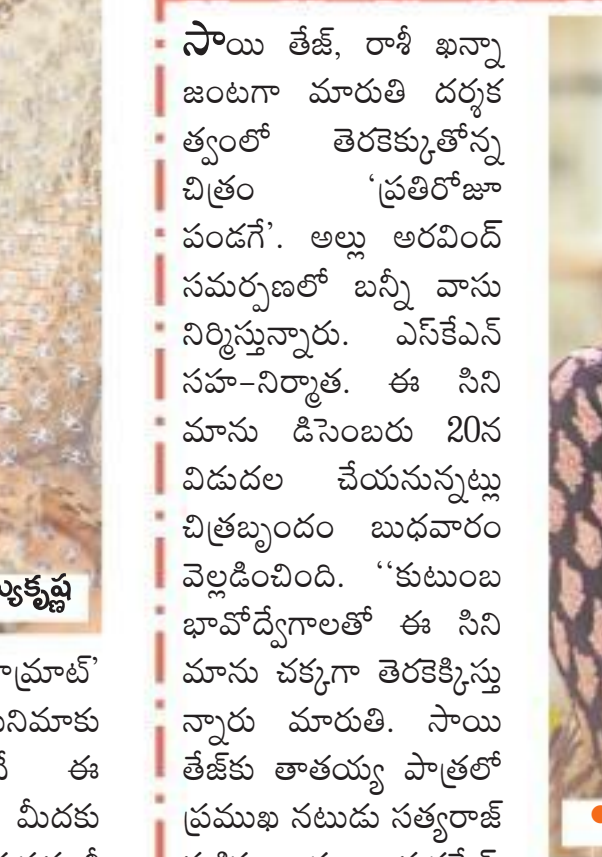 సాయి తేజ్, రాశీ ఖన్నా
జంటగా మారుతి దర్శక
త్వంలో తెరకెక్కుతోన్న
చిత్రం ‘ప్రతిరోజూ
పండగే’. అల్లు అరవింద్
సమర్పణలో బన్నీ వాసు
నిర్మిస్తున్నారు. ఎస్‌కేఎన్
సహ–నిర్మాత. ఈ సిని
మాను డిసెంబరు 20న
విడుదల చేయనున్నట్లు
చిత్రబృందం బుధవారం
వెల్లడించింది. ‘‘కుటుంబ
భావోద్వేగాలతో ఈ సిని
మాను చక్కగా తెరకెక్కిస్తు
న్నారు మారుతి. సాయి
తేజ్‌కు తాతయ్య పాత్రలో
ప్రముఖ నటుడు సత్యరాజ్
ఈ
మీదకు